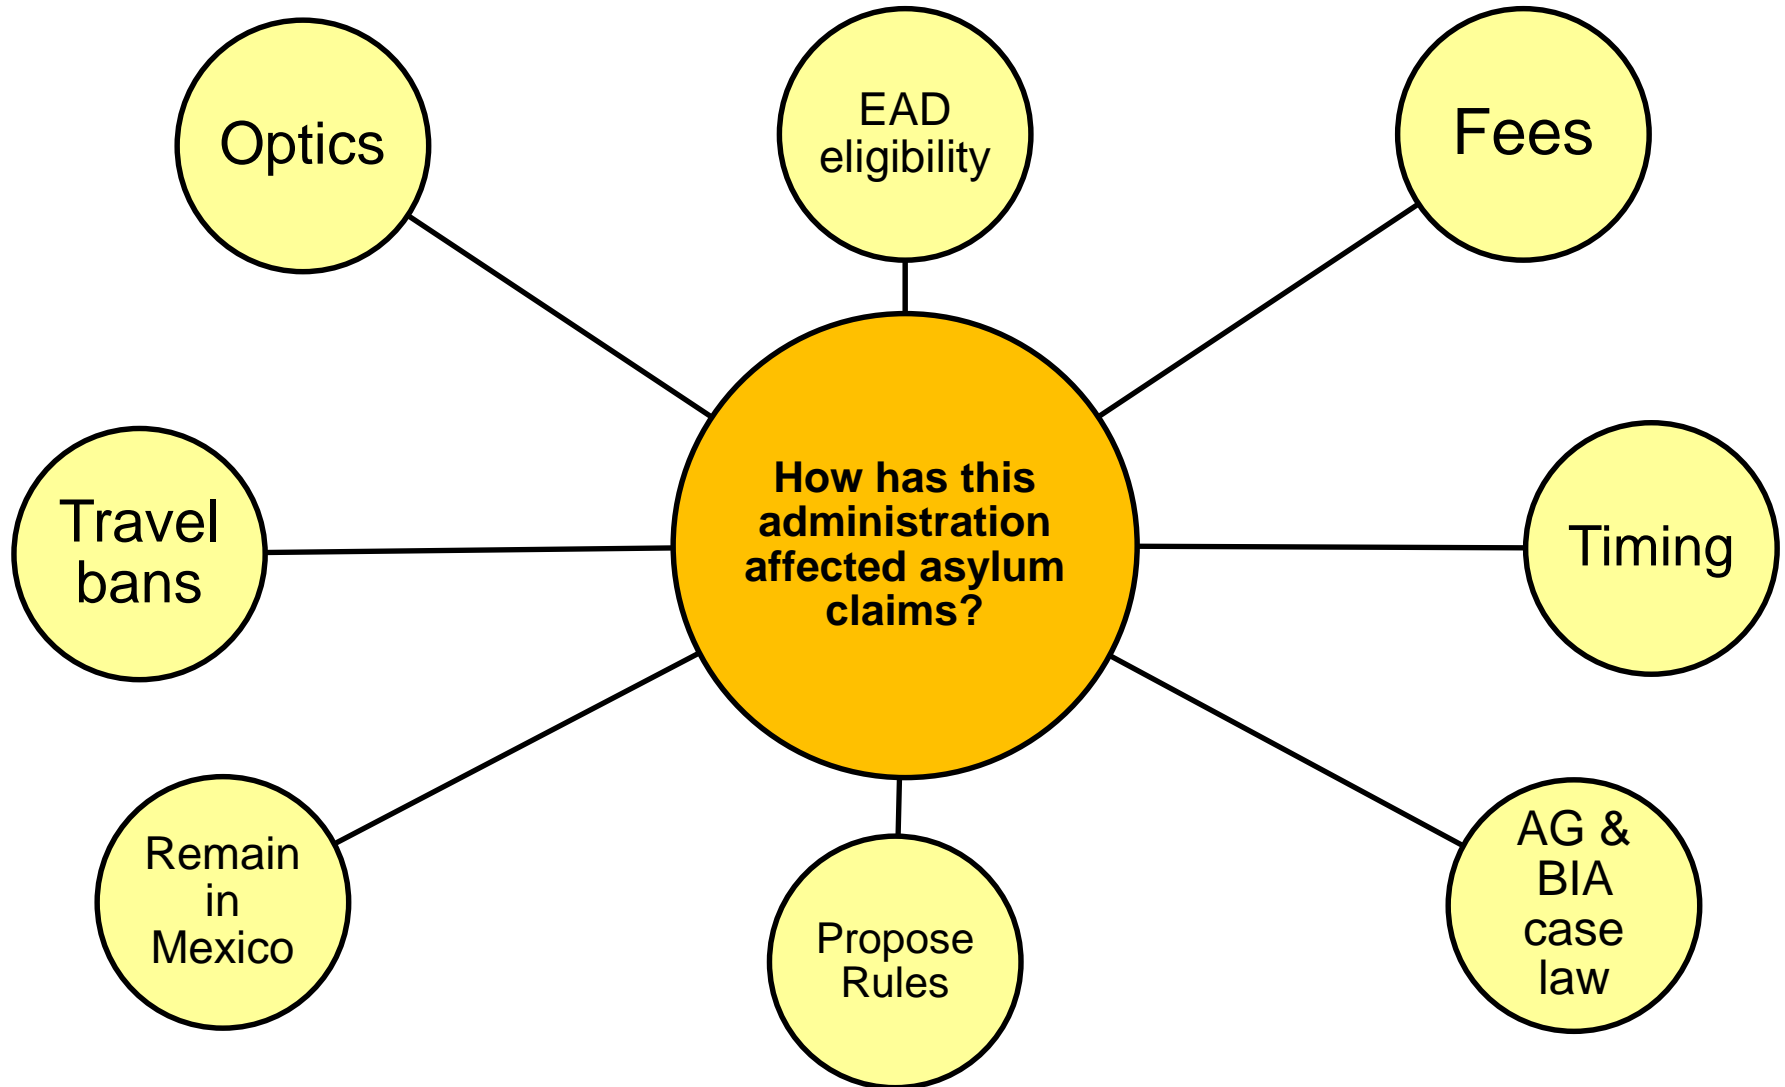 Optics
EAD
eligibility
Fees
How has this
administration
affected asylum
claims?
Travel
bans
Timing
Remain
in
Mexico
Propose
Rules
AG &
BIA
case
law